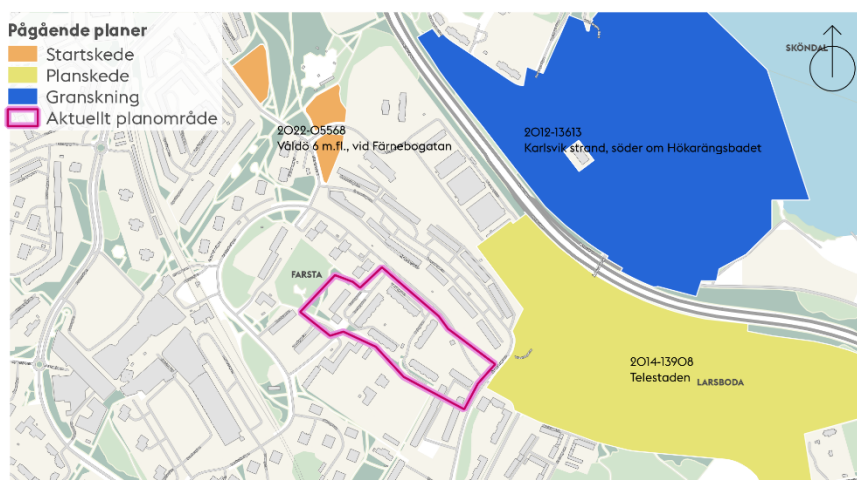 Pågående planer
Startskede
Planskede
Granskning
Aktuellt planområde
SKÖNDAL
2022-05568
Våldö 6 m.fl., vid Färnebogatan
2012-13613
Karlsvik strand, söder om Hökarängsbadet
FARSTA
2014-13908
Telestaden
LARSBODA